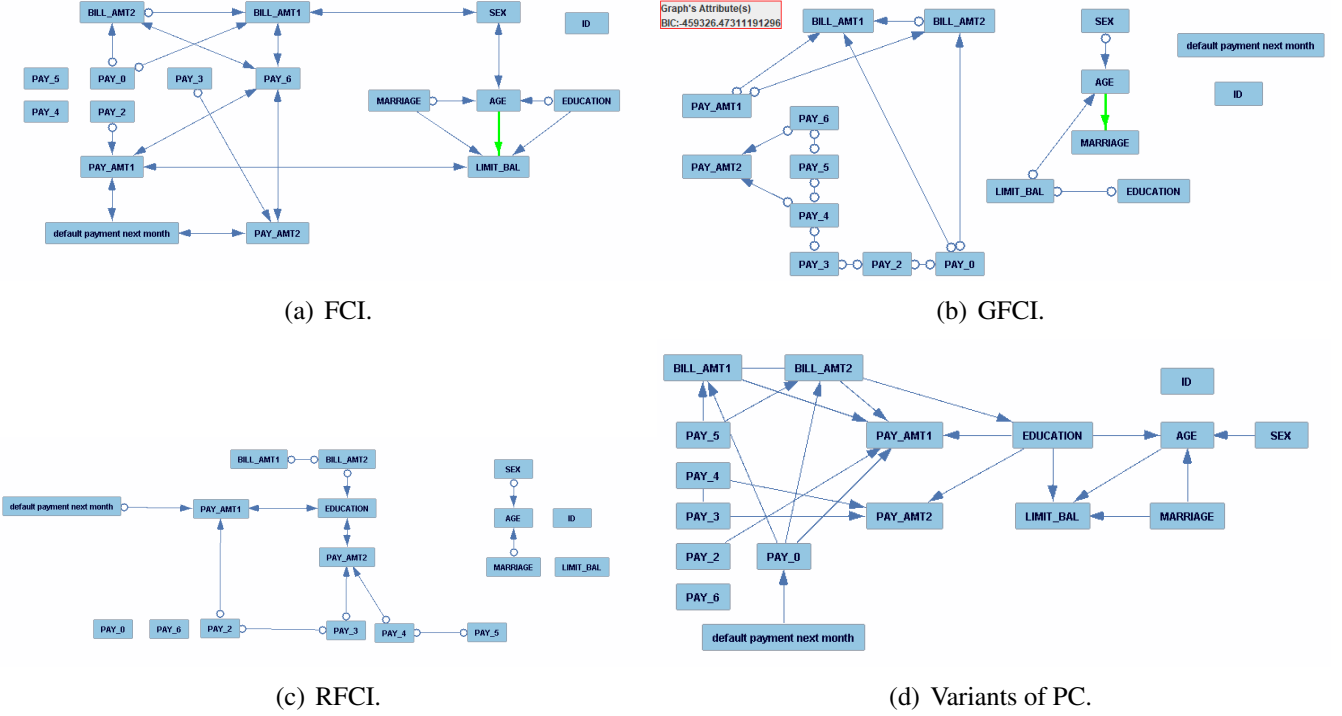 BILL_AMT2
BILL_AMT1
SEX
ID
PAY_5
PAY_0
PAY_3
PAY_6
MARRIAGE
AGE
EDUCATION
PAY_4
PAY_2
PAY_AMT1
LIMIT_BAL
default payment next month
PAY_AMT2
(a) FCI.
Graph's Attribute(s)
BIC:-459326.47311191296
BILL_AMT1
BILL_AMT2
SEX
default payment next month
AGE
ID
PAY_AMT1
PAY_6
MARRIAGE
PAY_AMT2
PAY_5
LIMIT_BAL
EDUCATION
PAY_4
PAY_3
PAY_2
PAY_0
(b) GFCI.
BILL_AMT1
BILL_AMT2
SEX
default payment next month
PAY_AMT1
EDUCATION
AGE
ID
PAY_AMT2
MARRIAGE
LIMIT_BAL
PAY_0
PAY_6
PAY_2
PAY_3
PAY_4
PAY_5
(c) RFCI.
BILL_AMT1
BILL_AMT2
ID
PAY_5
PAY_AMT1
EDUCATION
AGE
SEX
PAY_4
PAY_3
PAY_AMT2
LIMIT_BAL
MARRIAGE
PAY_2
PAY_0
PAY_6
default payment next month
(d) Variants of PC.